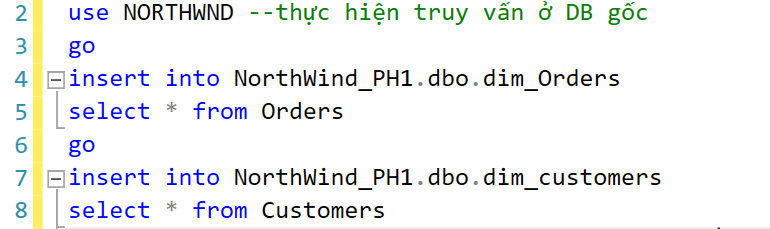 2 use NORTHWND --thực hiện truy vấn ở DB gốc
3 go
4 insert into NorthWind_PH1.dbo.dim_Orders
5 select * from Orders
6 go
7 insert into NorthWind_PH1.dbo.dim_customers
8 select * from Customers